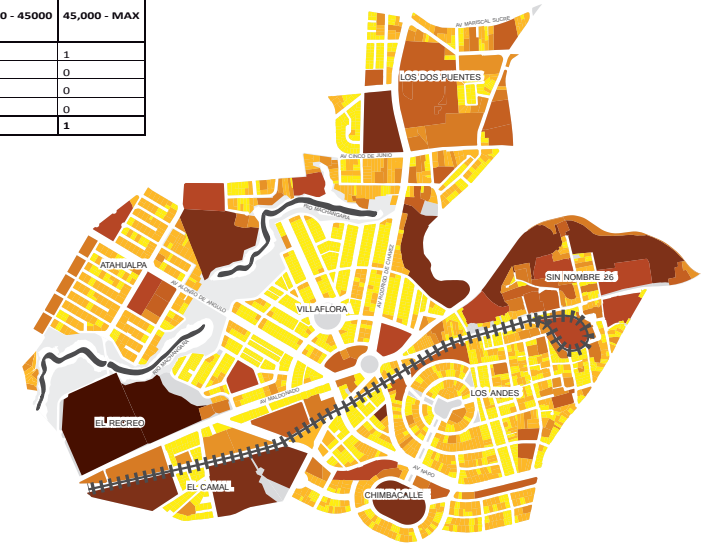 0 - 45000 45,000 - MAX
1
0
0
0
1
AV MARISCAL SUCRE
LOS DOS PUENTES
AV CINCO DE JUNIO
RIO MACHANGARA
ATAHUALPA
AV RODRIGO DE CHAVEZ
SIN NOMBRE 26
AV ALONSO DE ANGULO
VILLAFLORA
RIO MACHANGARA
AV MALDONADO
LOS ANDES
EL RECREO
AV NAPO
EL CAMAL
CHIMBACALLE